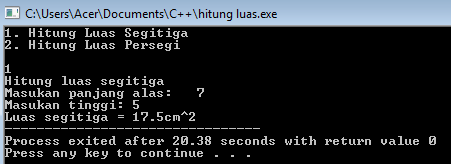 C:\Users\Acer\Documents\C++\hitung luas.exe
1. Hitung Luas Segitiga
2. Hitung Luas Persegi
1
Hitung luas segitiga
Masukan panjang alas:   7
Masukan tinggi: 5
Luas segitiga = 17.5cm^2
--------------------------------
Process exited after 20.38 seconds with return value 0
Press any key to continue . . .